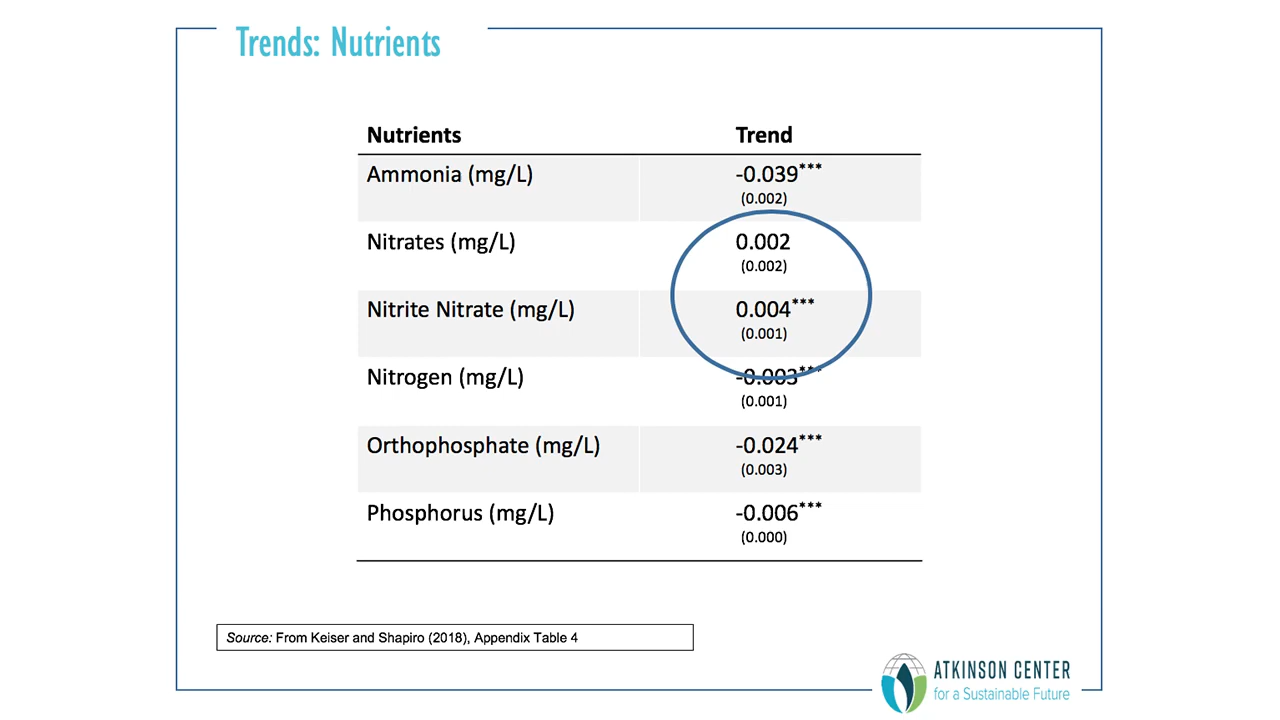 Trends: Nutrients
Nutrients Trend
Ammonia (mg/L) -0.039***
(0.002)
Nitrates (mg/L) 0.002
(0.002)
Nitrite Nitrate (mg/L) 0.004***
(0.001)
Nitrogen (mg/L) -0.003***
(0.001)
Orthophosphate (mg/L) -0.024***
(0.003)
Phosphorus (mg/L) -0.006***
(0.000)
Source: From Keiser and Shapiro (2018), Appendix Table 4
ATKINSON CENTER
for a Sustainable Future